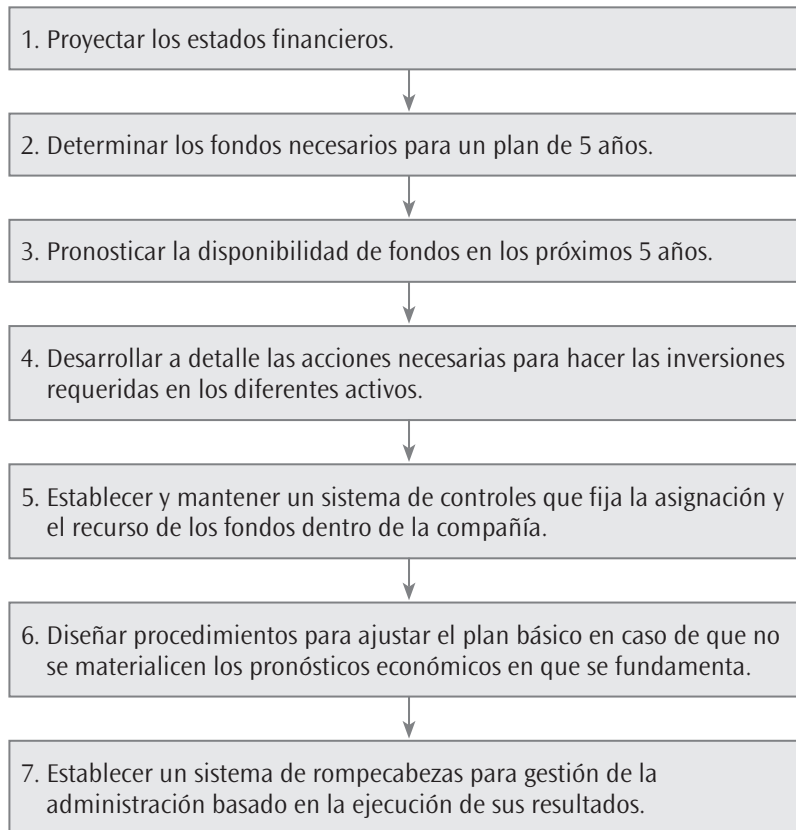 1. Proyectar los estados financieros.
2. Determinar los fondos necesarios para un plan de 5 años.
3. Pronosticar la disponibilidad de fondos en los próximos 5 años.
4. Desarrollar a detalle las acciones necesarias para hacer las inversiones
requeridas en los diferentes activos.
5. Establecer y mantener un sistema de controles que fija la asignación y
el recurso de los fondos dentro de la compañía.
6. Diseñar procedimientos para ajustar el plan básico en caso de que no
se materialicen los pronósticos económicos en que se fundamenta.
7. Establecer un sistema de rompecabezas para gestión de la
administración basado en la ejecución de sus resultados.